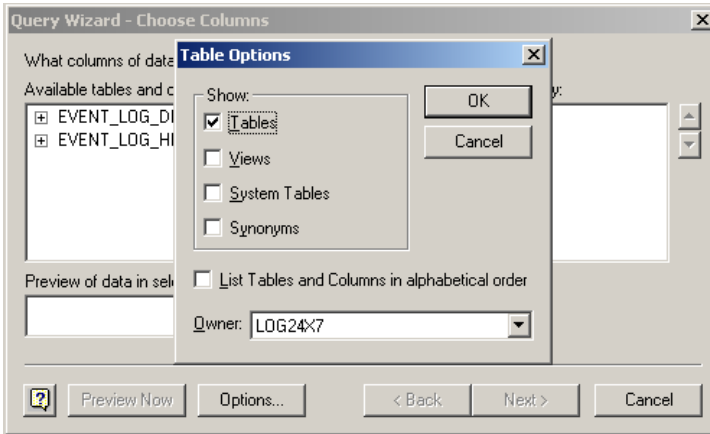 Query Wizard - Choose Columns
What columns of data
Available tables and c
y:
EVENT_LOG_D
EVENT_LOG_HI
Table Options
Show:
Tables
Views
System Tables
Synonyms
OK
Cancel
List Tables and Columns in alphabetical order
Preview of data in sel
Owner: LOG24X7
Preview Now
Options...
< Back
Next >
Cancel